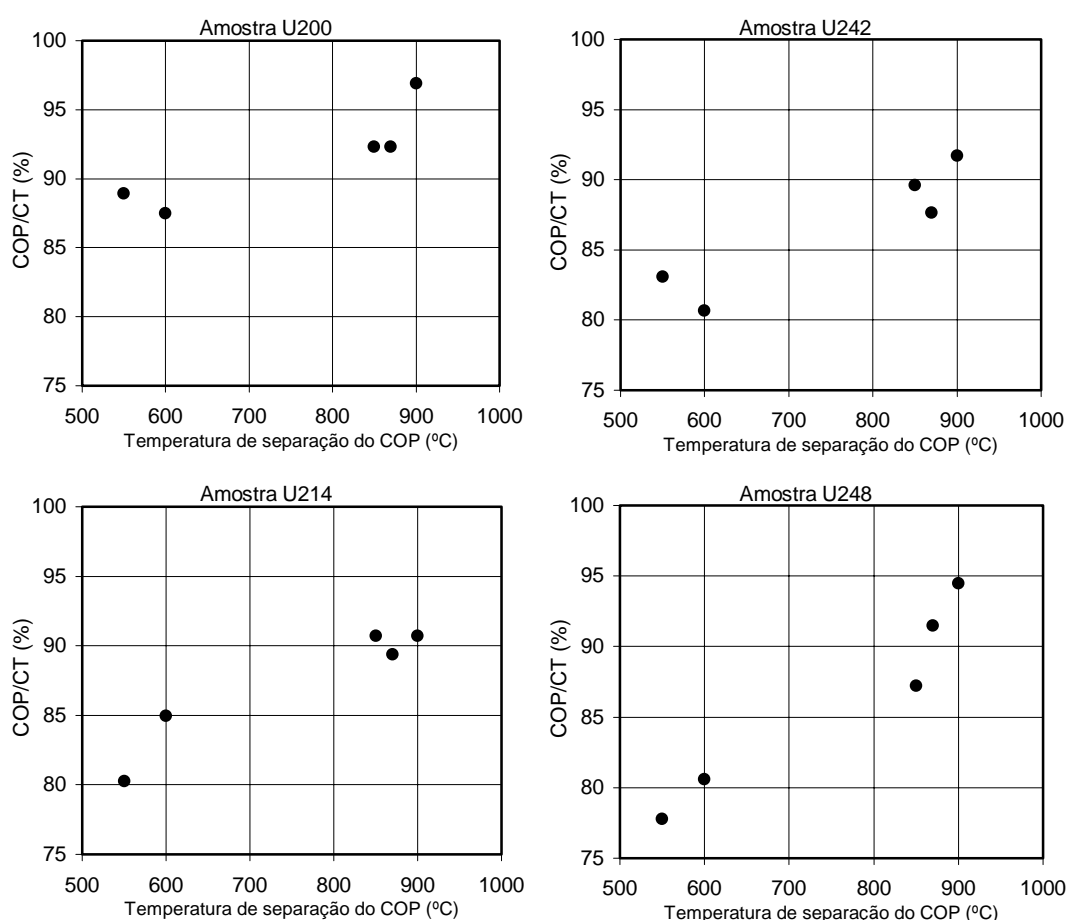 Amostra U200
100
95
90
85
80
75
COP/CT (%)
500 600 700 800 900 1000
Temperatura de separação do COP (ºC)
Amostra U242
100
95
90
85
80
75
COP/CT (%)
500 600 700 800 900 1000
Temperatura de separação do COP (ºC)
Amostra U214
100
95
90
85
80
75
COP/CT (%)
500 600 700 800 900 1000
Temperatura de separação do COP (ºC)
Amostra U248
100
95
90
85
80
75
COP/CT (%)
500 600 700 800 900 1000
Temperatura de separação do COP (ºC)